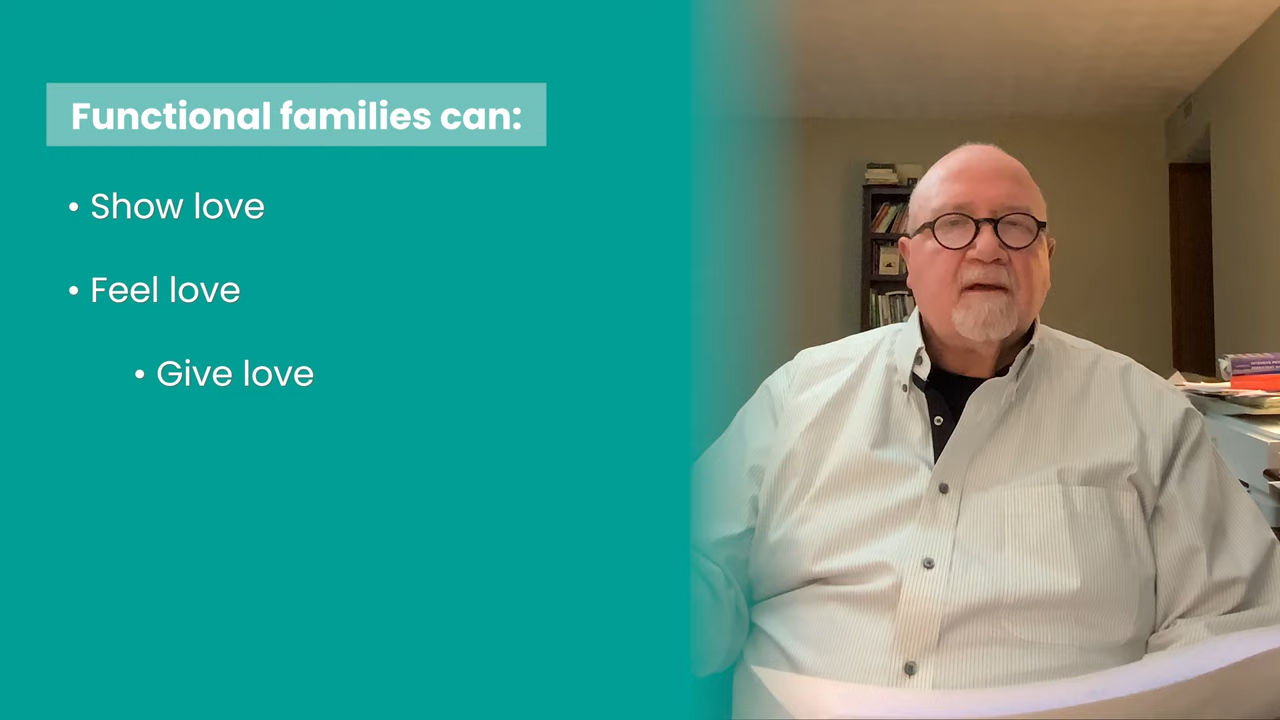 Functional families can:
• Show love
• Feel love
• Give love